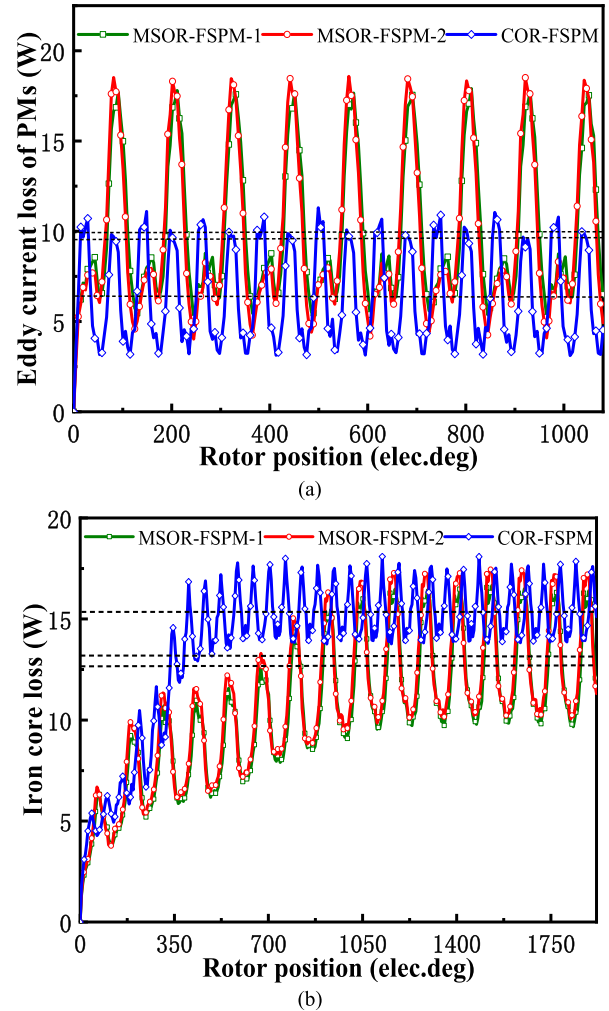 MSOR-FSPM-1 MSOR-FSPM-2 COR-FSPM
Eddy current loss of PMs (W)
20
15
10
5
0
0 200 400 600 800 1000
Rotor position (elec.deg)
(a)
MSOR-FSPM-1 MSOR-FSPM-2 COR-FSPM
Iron core loss (W)
20
15
10
5
0
0 350 700 1050 1400 1750
Rotor position (elec.deg)
(b)